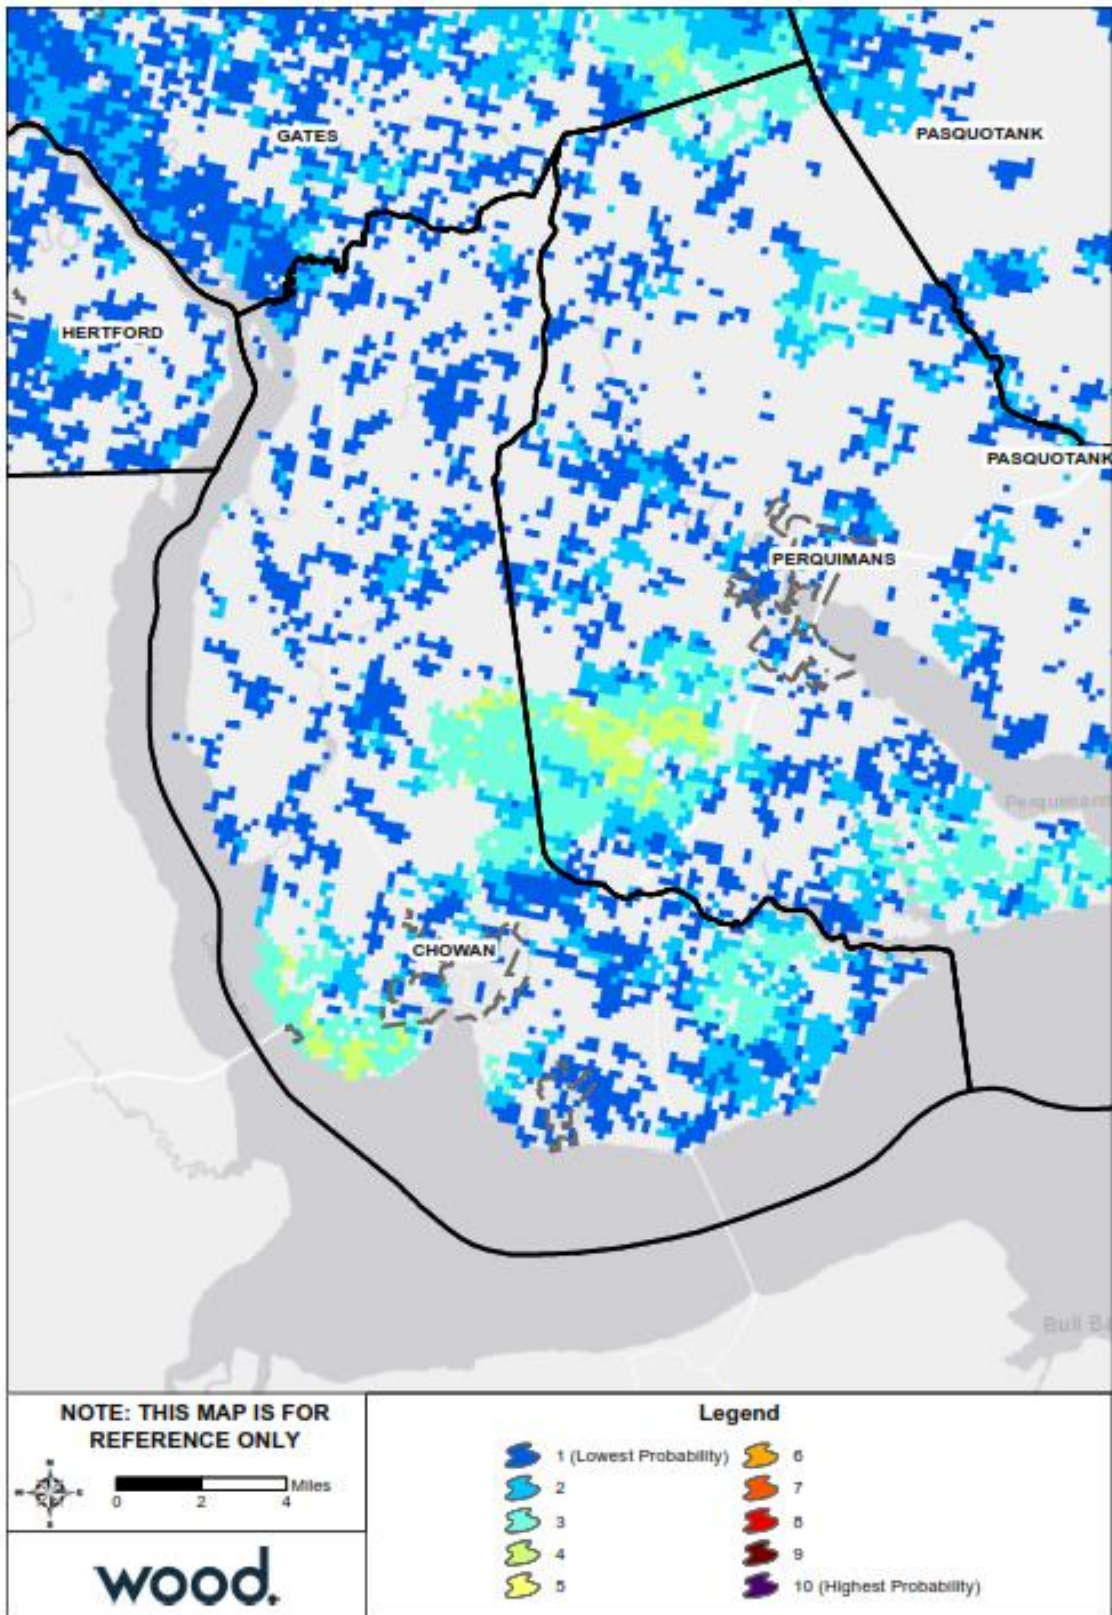 GATES
PASQUOTANK
HERTFORD
PASQUOTANK
PERQUIMANS
CHOWAN
NOTE: THIS MAP IS FOR
REFERENCE ONLY
Miles
0 2 4
wood.
Legend
1 (Lowest Probability)
2
3
4
5
6
7
8
9
10 (Highest Probability)